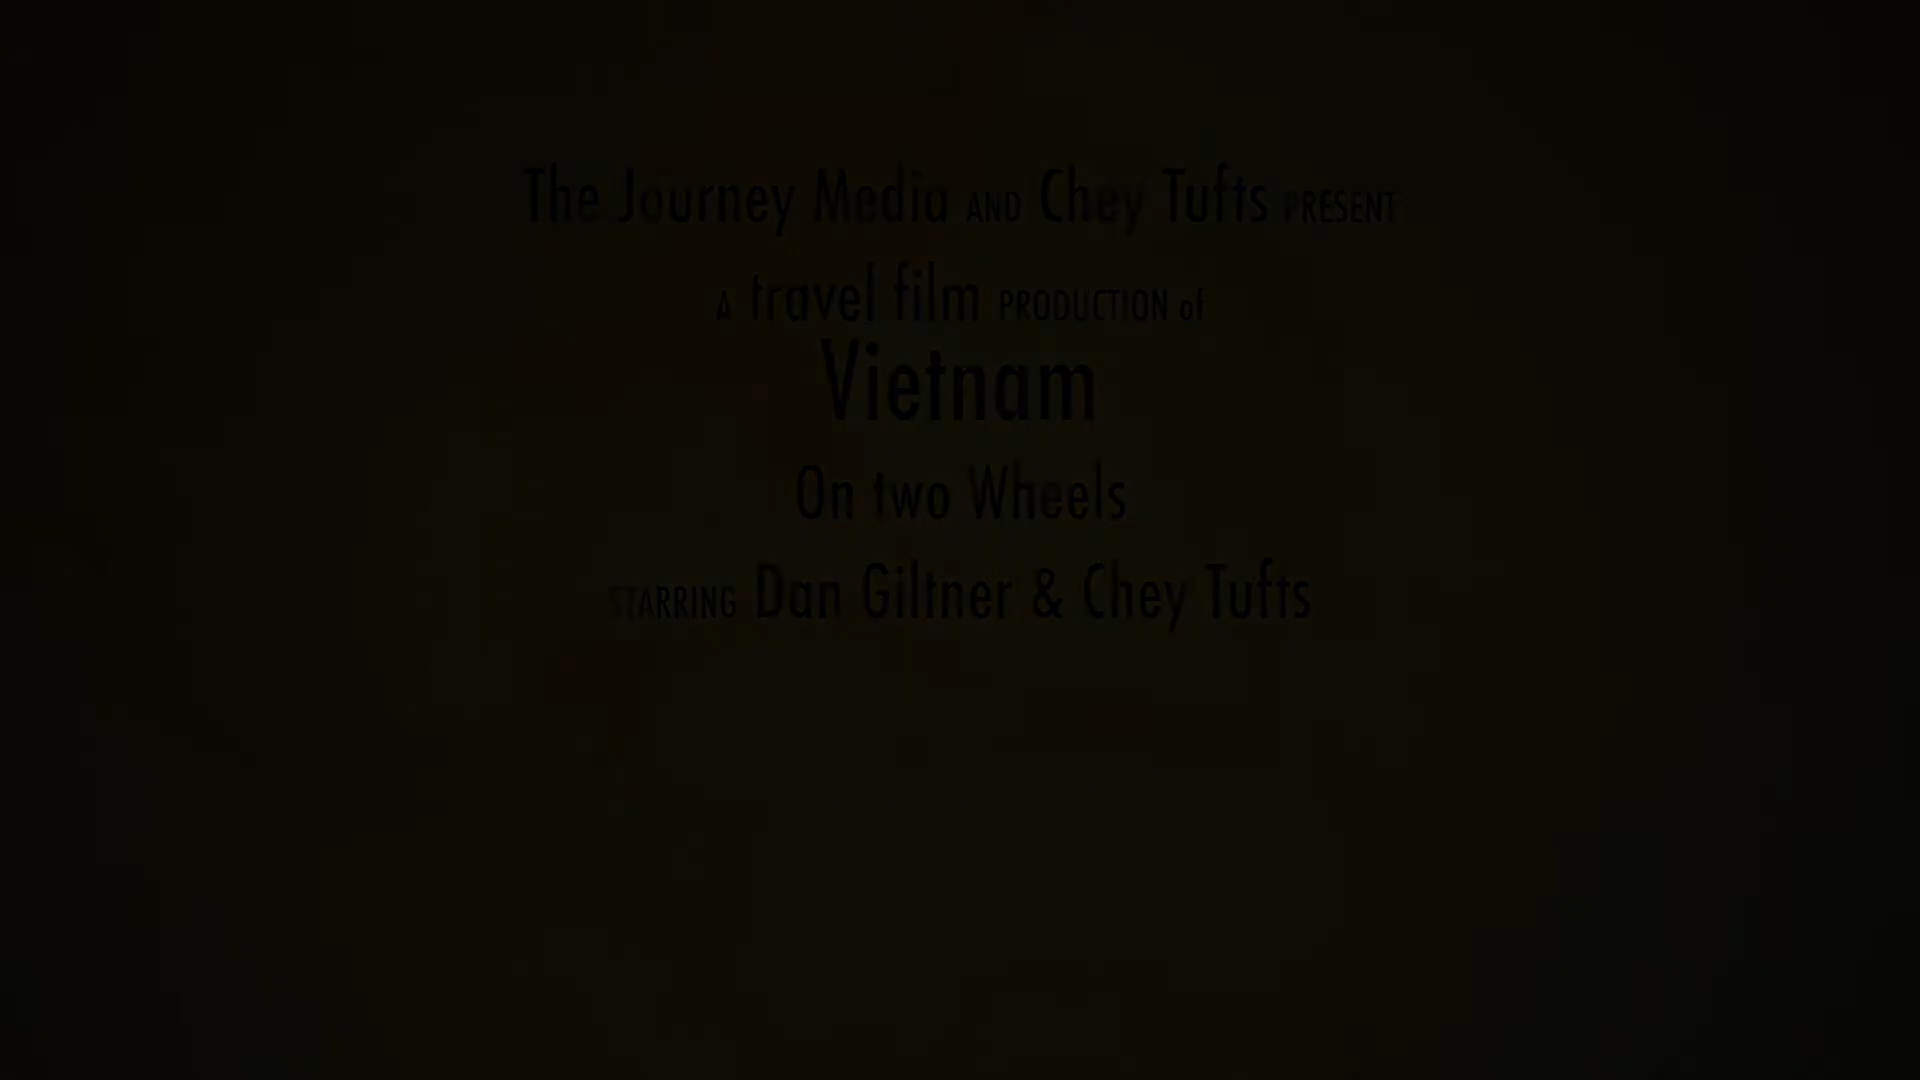 The Journey Media AND Chey Tufts PRESENT
A travel film PRODUCTION of
Vietnam
On two Wheels
STARRING Dan Giltner & Chey Tufts